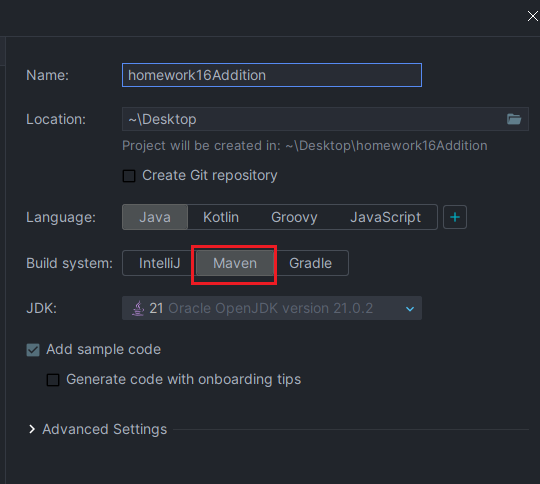 Name: homework16Addition
Location: ~\Desktop
Project will be created in: ~\Desktop\homework16Addition
Create Git repository
Language: Java Kotlin Groovy JavaScript +
Build system: IntelliJ Maven Gradle
JDK: 21 Oracle OpenJDK version 21.0.2
Add sample code
Generate code with onboarding tips
Advanced Settings